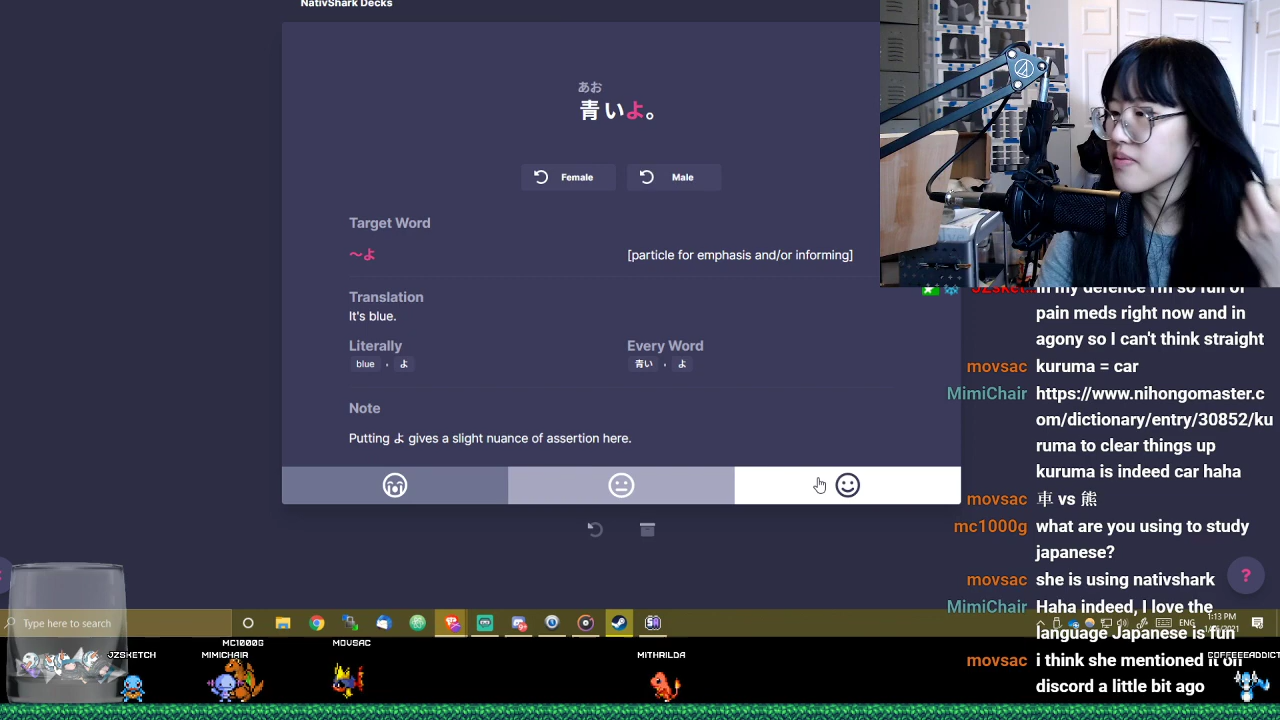 NativShark Decks
あお
青いよ。
Female
Male
Target Word
～よ
[particle for emphasis and/or informing]
Translation
It's blue.
Literally
Every Word
blue ・ よ
青い ・ よ
Note
Putting よ gives a slight nuance of assertion here.
JZsket... in my defence i'm so full of
pain meds right now and in
agony so I can't think straight
movsac kuruma = car
MimiChair https://www.nihongomaster.c
om/dictionary/entry/30852/ku
ruma to clear things up
kuruma is indeed car haha
movsac 車 vs 熊
mc1000g what are you using to study
japanese?
movsac she is using nativshark
MimiChair Haha indeed, I love the
language Japanese is fun
movsac i think she mentioned it on
discord a little bit ago
?
Type here to search
ENG
1:13 PM
JZSKETCH
MC1000G
MIMICHAIR
MOVSAC
MITHRILDA